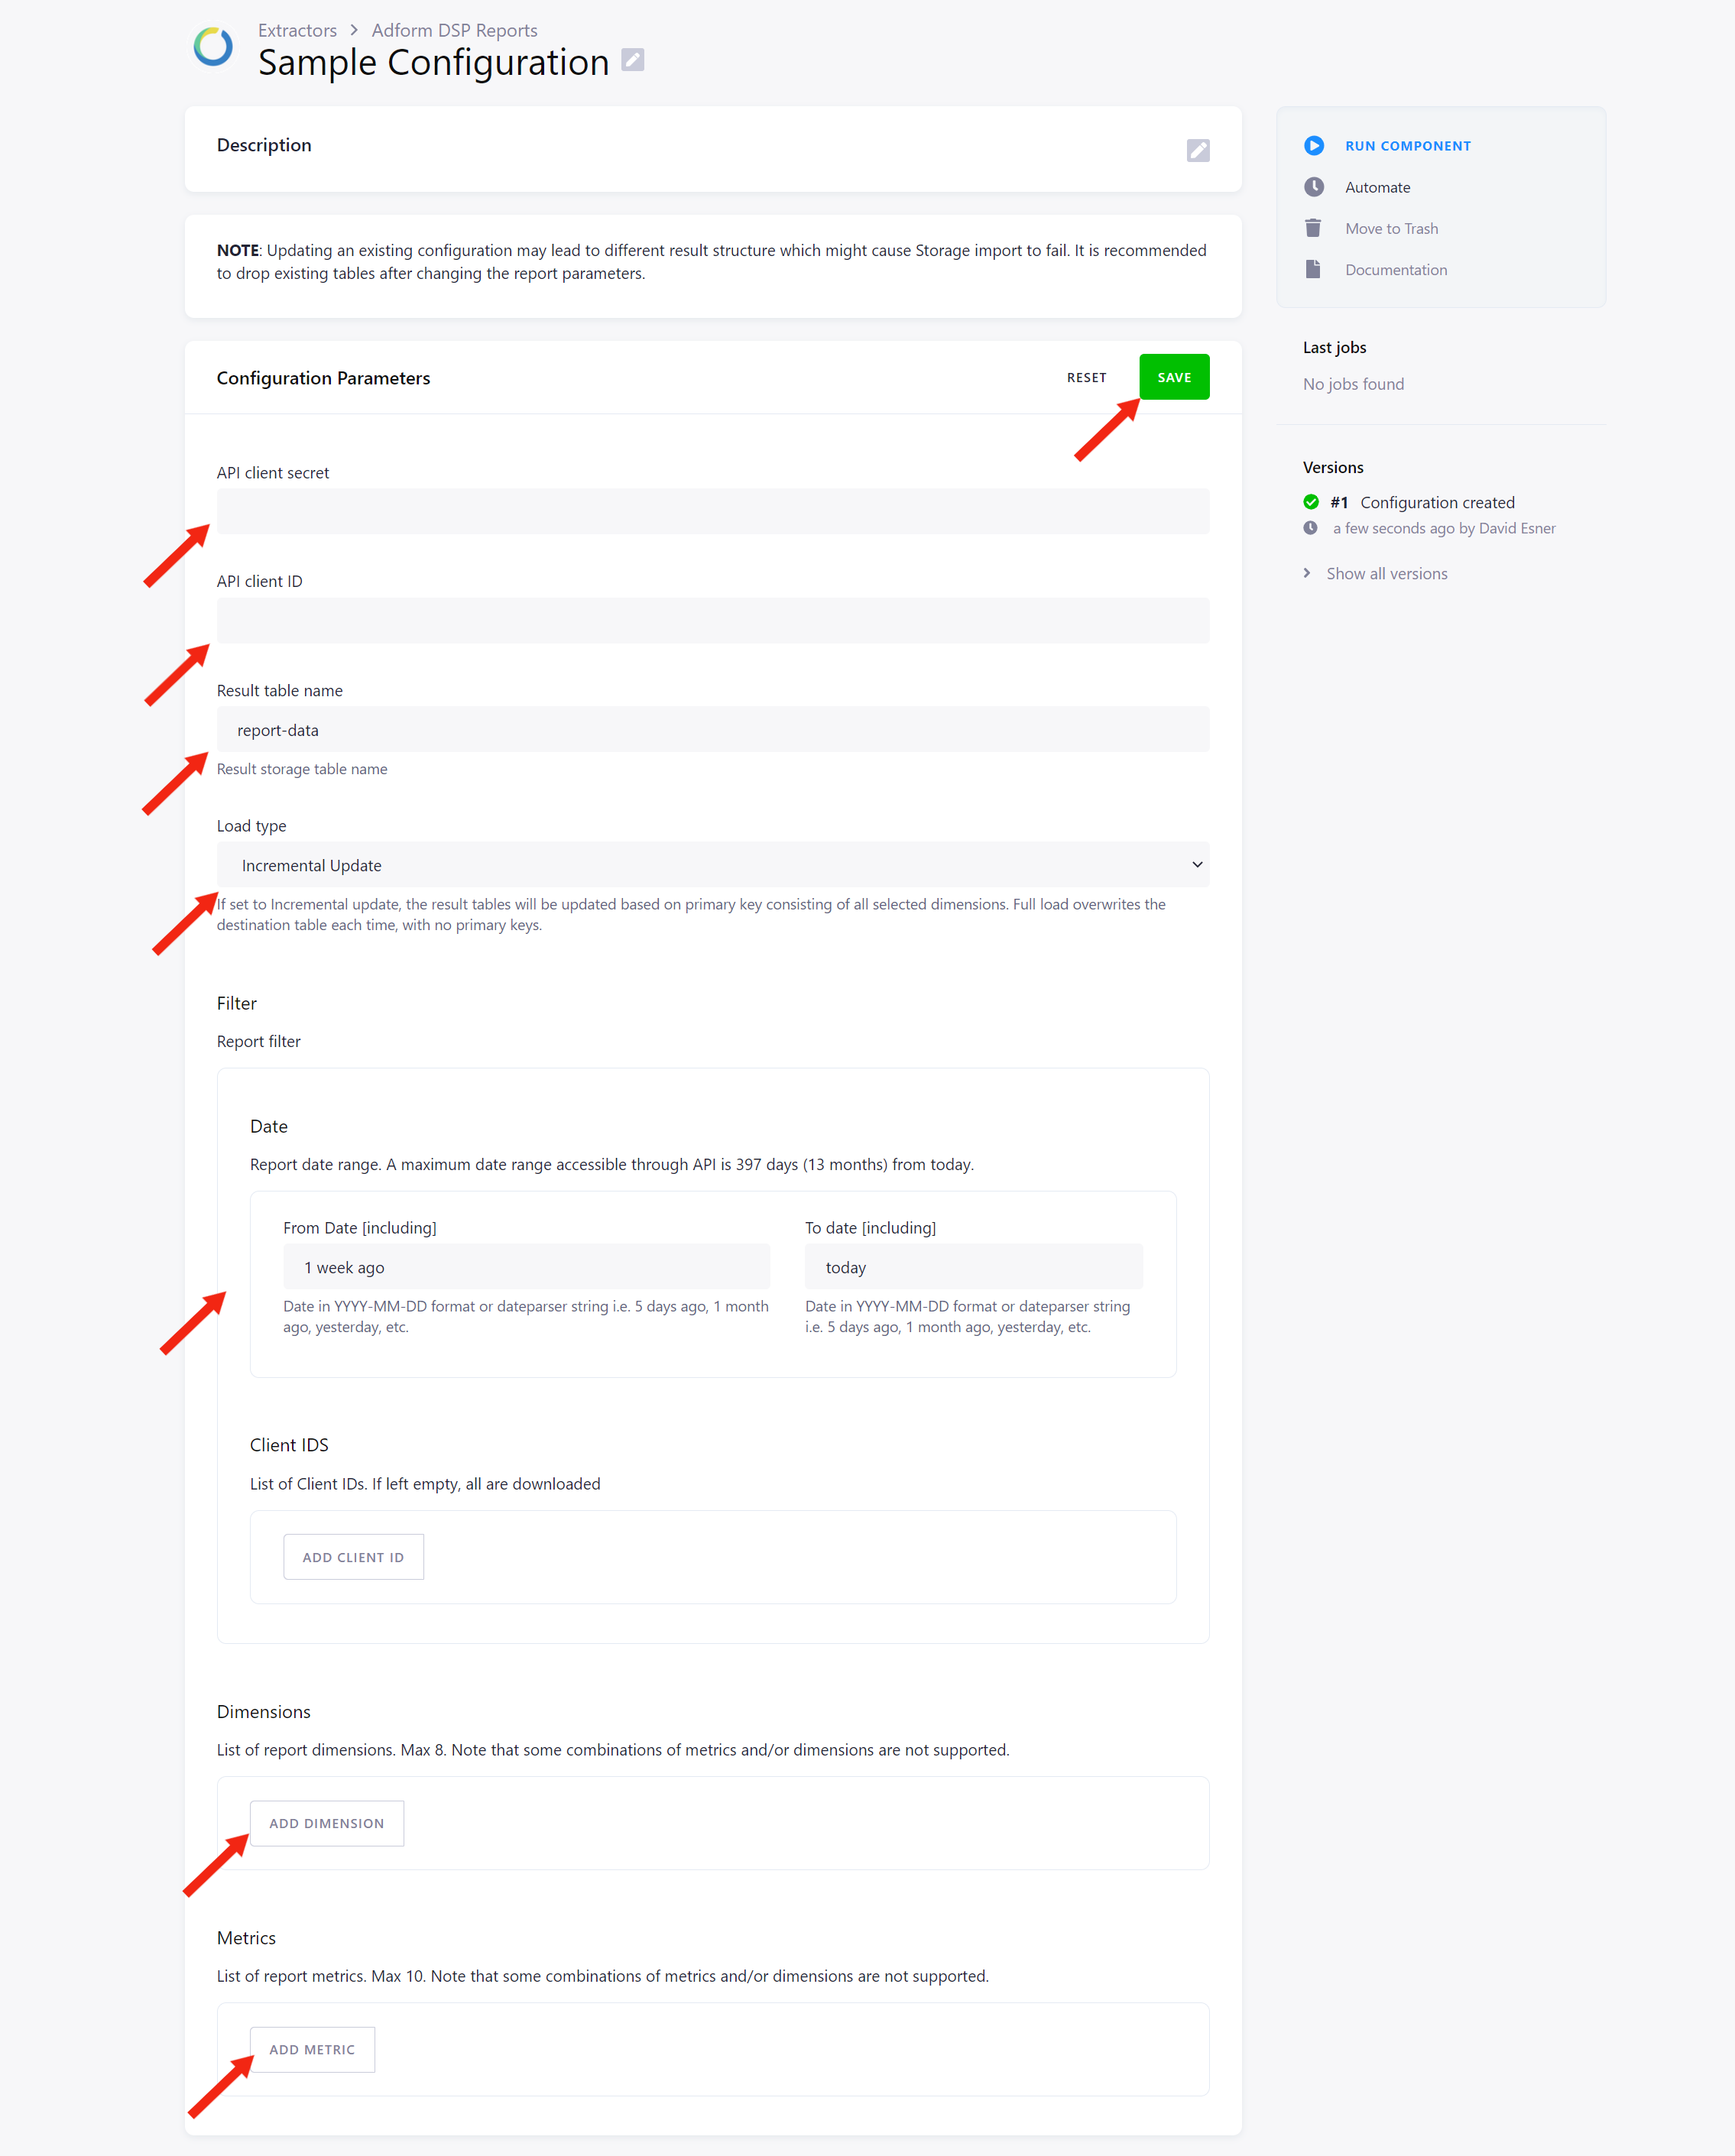 Extractors > Adform DSP Reports
Sample Configuration
Description
NOTE: Updating an existing configuration may lead to different result structure which might cause Storage import to fail. It is recommended
to drop existing tables after changing the report parameters.
Configuration Parameters
RESET
SAVE
API client secret
API client ID
Result table name
report-data
Result storage table name
Load type
Incremental Update
If set to Incremental update, the result tables will be updated based on primary key consisting of all selected dimensions. Full load overwrites the
destination table each time, with no primary keys.
Filter
Report filter
Date
Report date range. A maximum date range accessible through API is 397 days (13 months) from today.
From Date [including]
1 week ago
Date in YYYY-MM-DD format or dateparser string i.e. 5 days ago, 1 month
ago, yesterday, etc.
To date [including]
today
Date in YYYY-MM-DD format or dateparser string
i.e. 5 days ago, 1 month ago, yesterday, etc.
Client IDS
List of Client IDs. If left empty, all are downloaded
ADD CLIENT ID
Dimensions
List of report dimensions. Max 8. Note that some combinations of metrics and/or dimensions are not supported.
ADD DIMENSION
Metrics
List of report metrics. Max 10. Note that some combinations of metrics and/or dimensions are not supported.
ADD METRIC
RUN COMPONENT
Automate
Move to Trash
Documentation
Last jobs
No jobs found
Versions
#1 Configuration created
a few seconds ago by David Esner
Show all versions